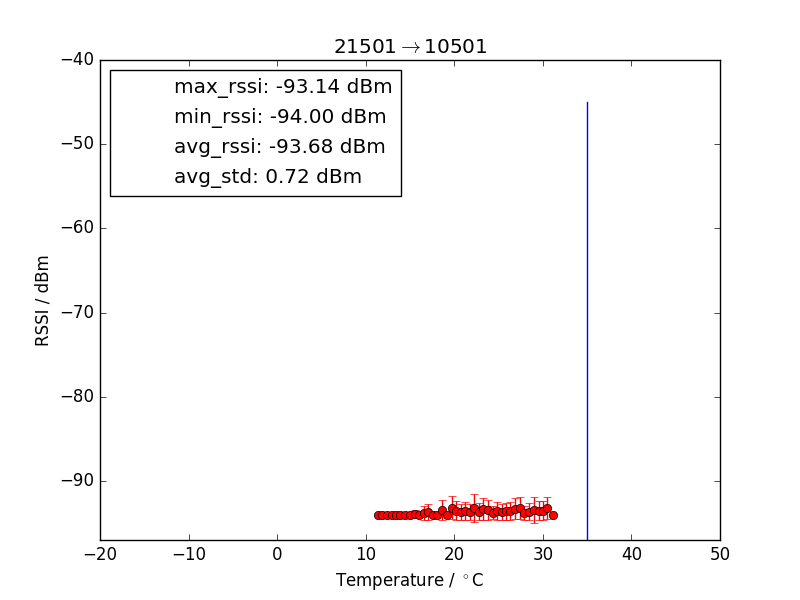 21501→10501
max_rssi: -93.14 dBm
min_rssi: -94.00 dBm
avg_rssi: -93.68 dBm
avg_std: 0.72 dBm
RSSI / dBm
−40
−50
−60
−70
−80
−90
−20
−10
0
10
20
30
40
50
Temperature / °C